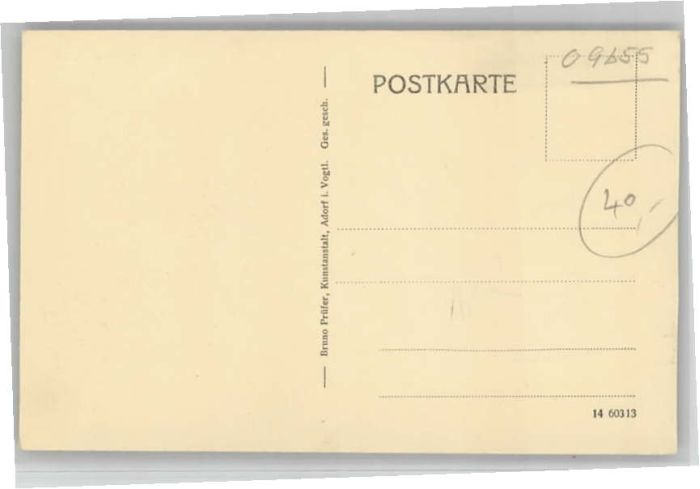 09655
POSTKARTE
40,-
Bruno Prüfer, Kunstanstalt, Adorf i. Vogtl. Ges. gesch.
14 60313